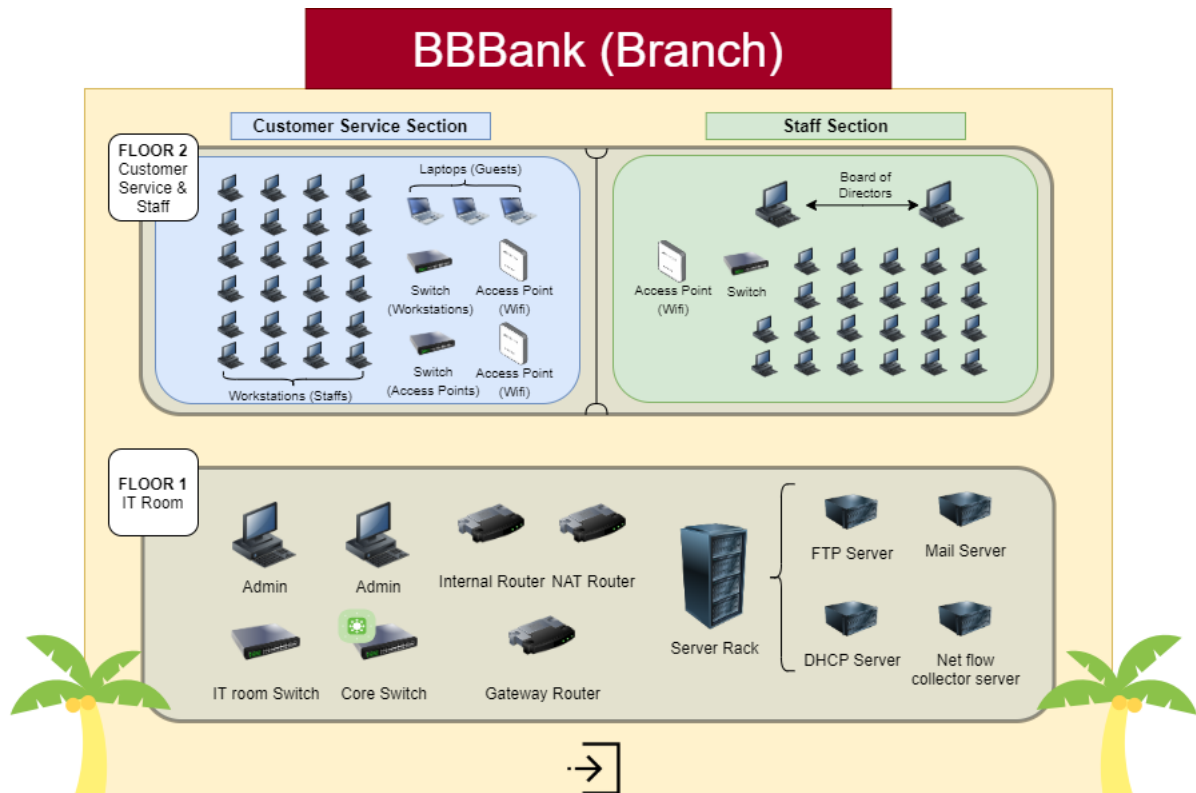 BBBank (Branch)
Customer Service Section
Staff Section
FLOOR 2
Customer
Service &
Staff
Laptops (Guests)
Switch
(Workstations)
Access Point
(Wifi)
Switch
(Access Points)
Access Point
(Wifi)
Workstations (Staffs)
Board of
Directors
Access Point
(Wifi)
Switch
FLOOR 1
IT Room
Admin
Admin
Internal Router
NAT Router
IT room Switch
Core Switch
Gateway Router
Server Rack
FTP Server
Mail Server
DHCP Server
Net flow
collector server